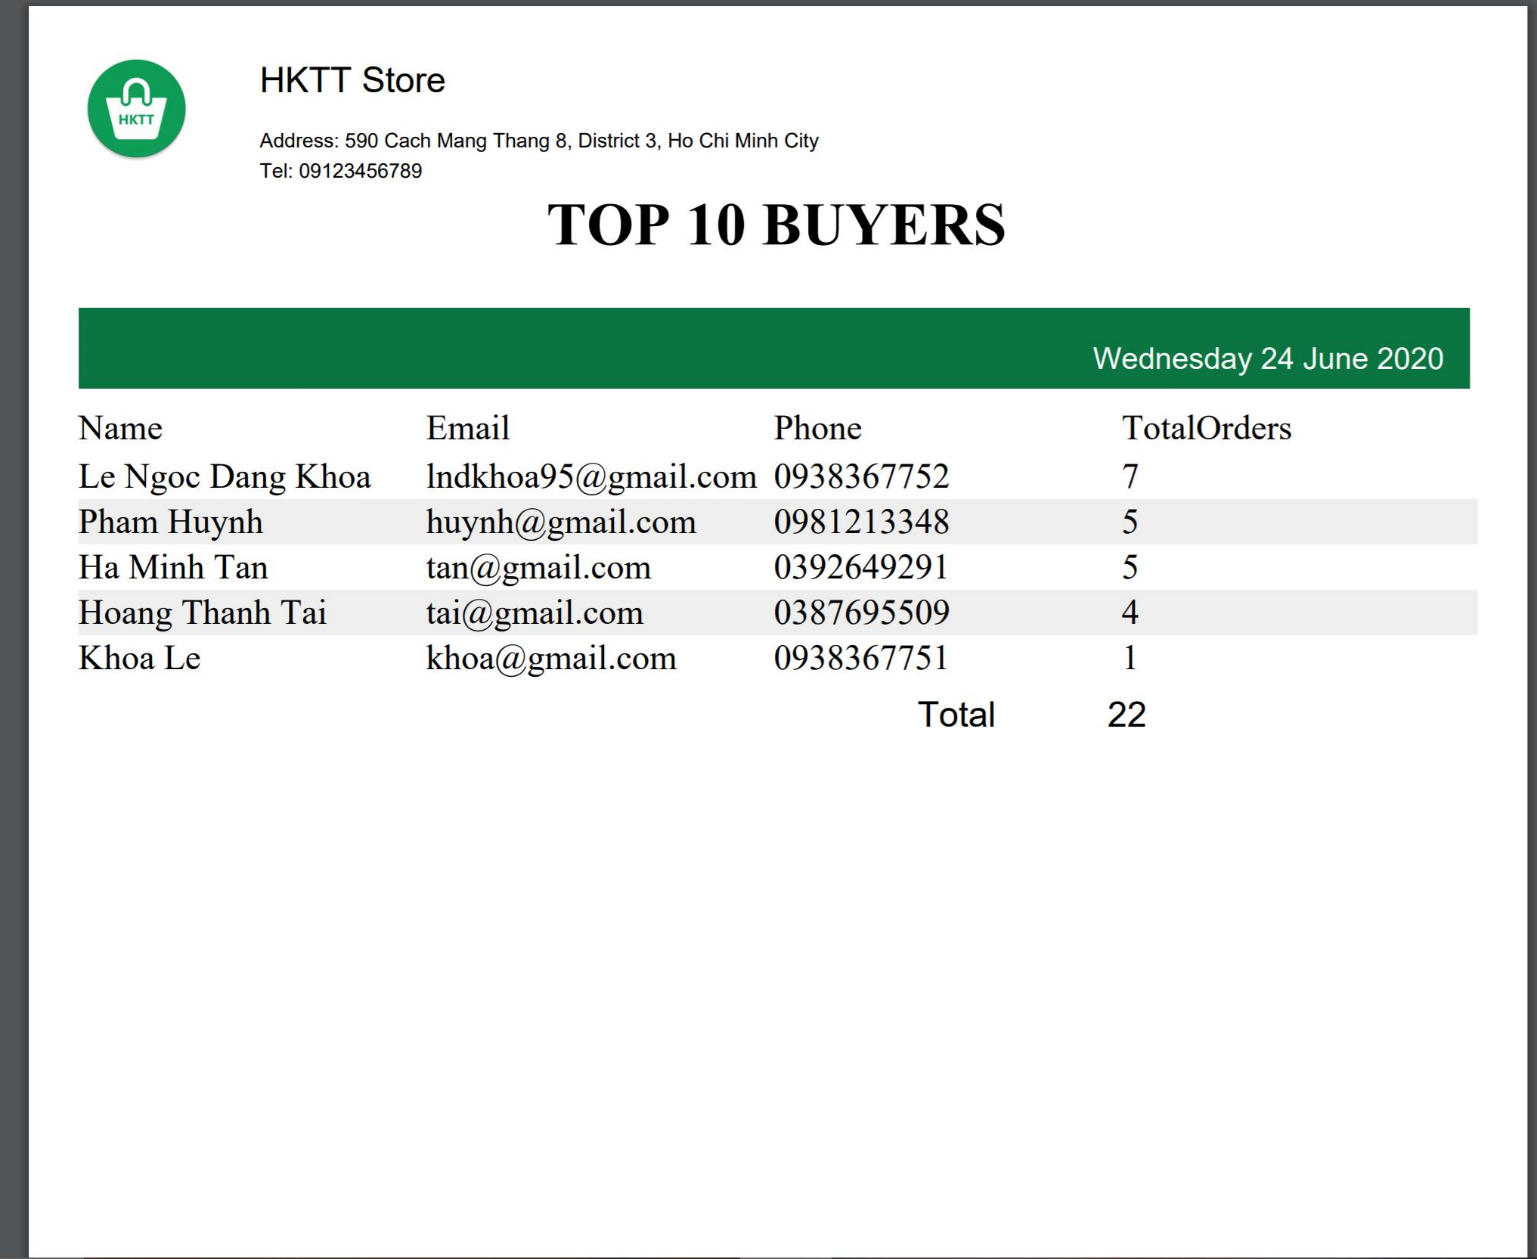 HKTT
HKTT Store
Address: 590 Cach Mang Thang 8, District 3, Ho Chi Minh City
Tel: 09123456789
TOP 10 BUYERS
Wednesday 24 June 2020
Name Email Phone TotalOrders
Le Ngoc Dang Khoa lndkhoa95@gmail.com 0938367752 7
Pham Huynh huynh@gmail.com 0981213348 5
Ha Minh Tan tan@gmail.com 0392649291 5
Hoang Thanh Tai tai@gmail.com 0387695509 4
Khoa Le khoa@gmail.com 0938367751 1
Total 22